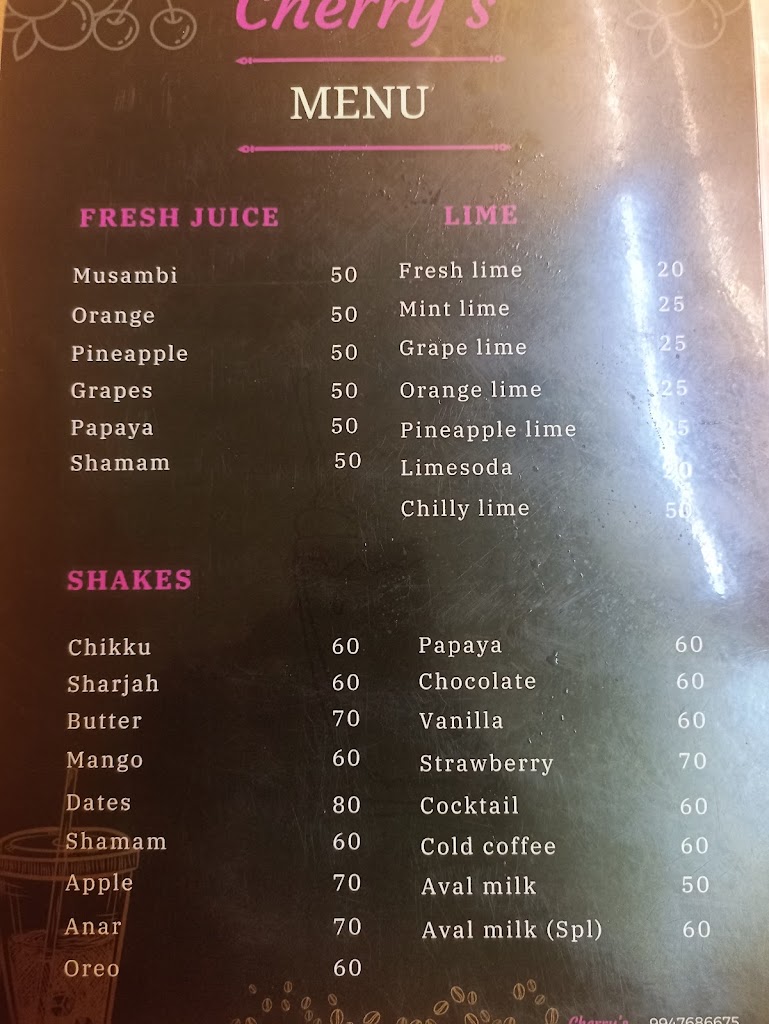 Cherry's
MENU
FRESH JUICE
Musambi 50
Orange 50
Pineapple 50
Grapes 50
Papaya 50
Shamam 50
LIME
Fresh lime 20
Mint lime 25
Grape lime 25
Orange lime 25
Pineapple lime
Limesoda
Chilly lime 50
SHAKES
Chikku 60
Sharjah 60
Butter 70
Mango 60
Dates 80
Shamam 60
Apple 70
Anar 70
Oreo 60
Papaya 60
Chocolate 60
Vanilla 60
Strawberry 70
Cocktail 60
Cold coffee 60
Aval milk 50
Aval milk (Spl) 60
Cherry's 9947686675